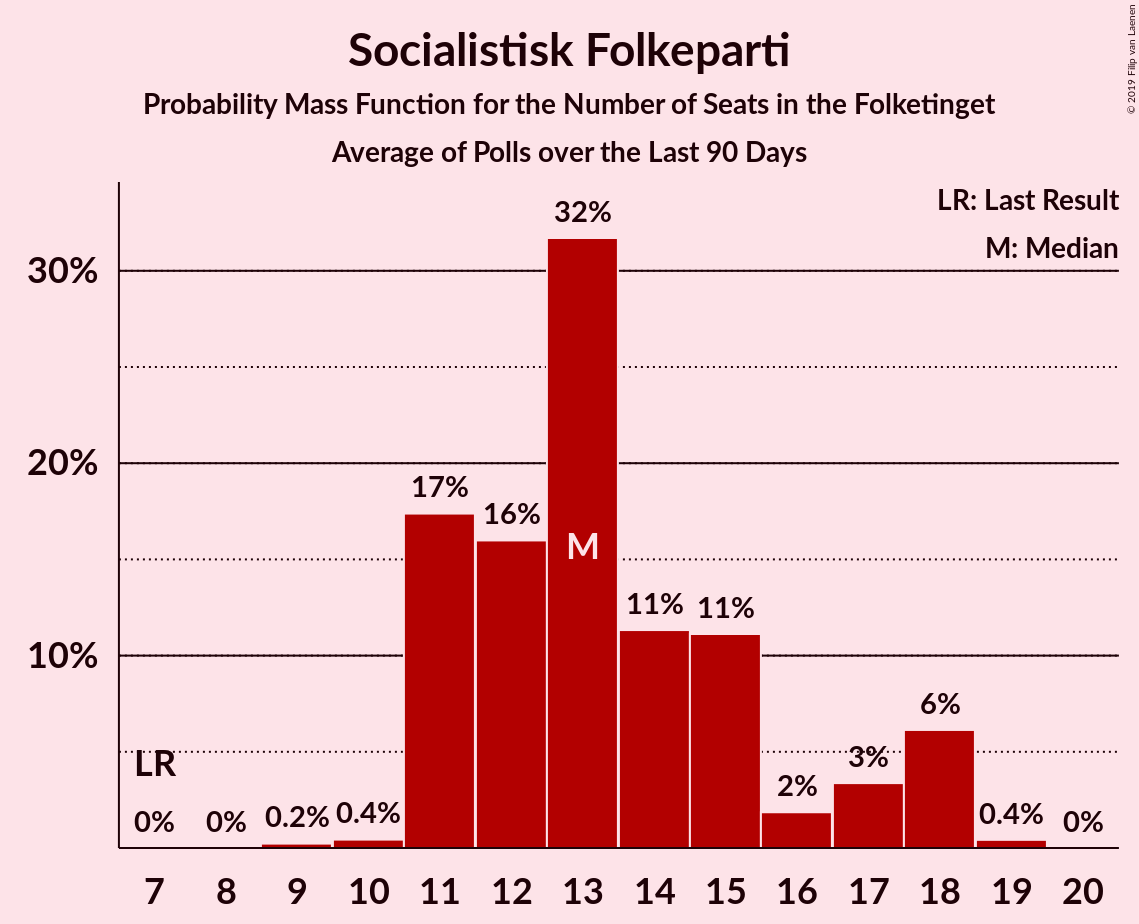 Socialistisk Folkeparti
Probability Mass Function for the Number of Seats in the Folketinget
Average of Polls over the Last 90 Days
© 2019 Filip van Laenen
LR: Last Result
M: Median
30%
20%
10%
LR
0%
0%
0.2%
0.4%
17%
16%
32%
M
11%
11%
2%
3%
6%
0.4%
0%
7 8 9 10 11 12 13 14 15 16 17 18 19 20